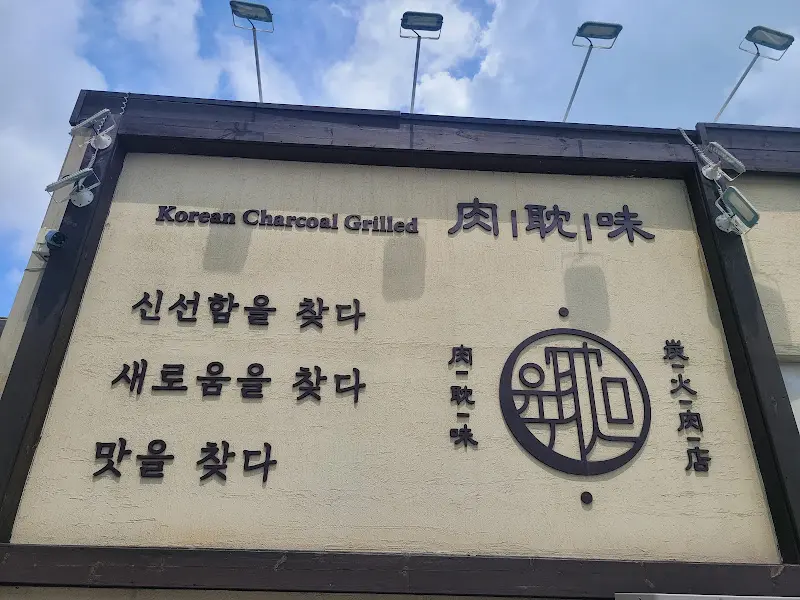 Korean Charcoal Grilled 肉|耽|味
신선함을 찾다
새로움을 찾다
맛을 찾다
肉-耽-味
炭-火-肉-店